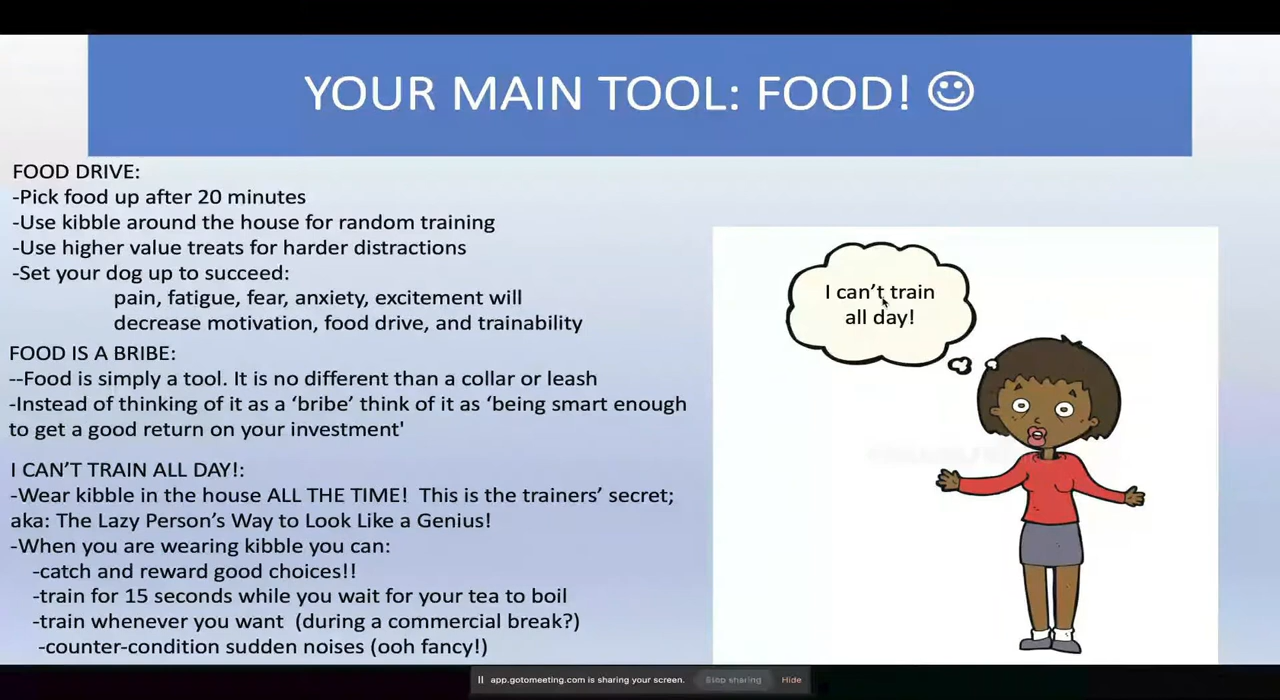 YOUR MAIN TOOL: FOOD! ☺
FOOD DRIVE:
-Pick food up after 20 minutes
-Use kibble around the house for random training
-Use higher value treats for harder distractions
-Set your dog up to succeed:
pain, fatigue, fear, anxiety, excitement will
decrease motivation, food drive, and trainability
FOOD IS A BRIBE:
--Food is simply a tool. It is no different than a collar or leash
-Instead of thinking of it as a ‘bribe’ think of it as ‘being smart enough
to get a good return on your investment'
I CAN’T TRAIN ALL DAY!:
-Wear kibble in the house ALL THE TIME!  This is the trainers’ secret;
aka: The Lazy Person’s Way to Look Like a Genius!
-When you are wearing kibble you can:
-catch and reward good choices!!
-train for 15 seconds while you wait for your tea to boil
-train whenever you want  (during a commercial break?)
-counter-condition sudden noises (ooh fancy!)
I can’t train
all day!
app.gotomeeting.com is sharing your screen. Stop sharing Hide